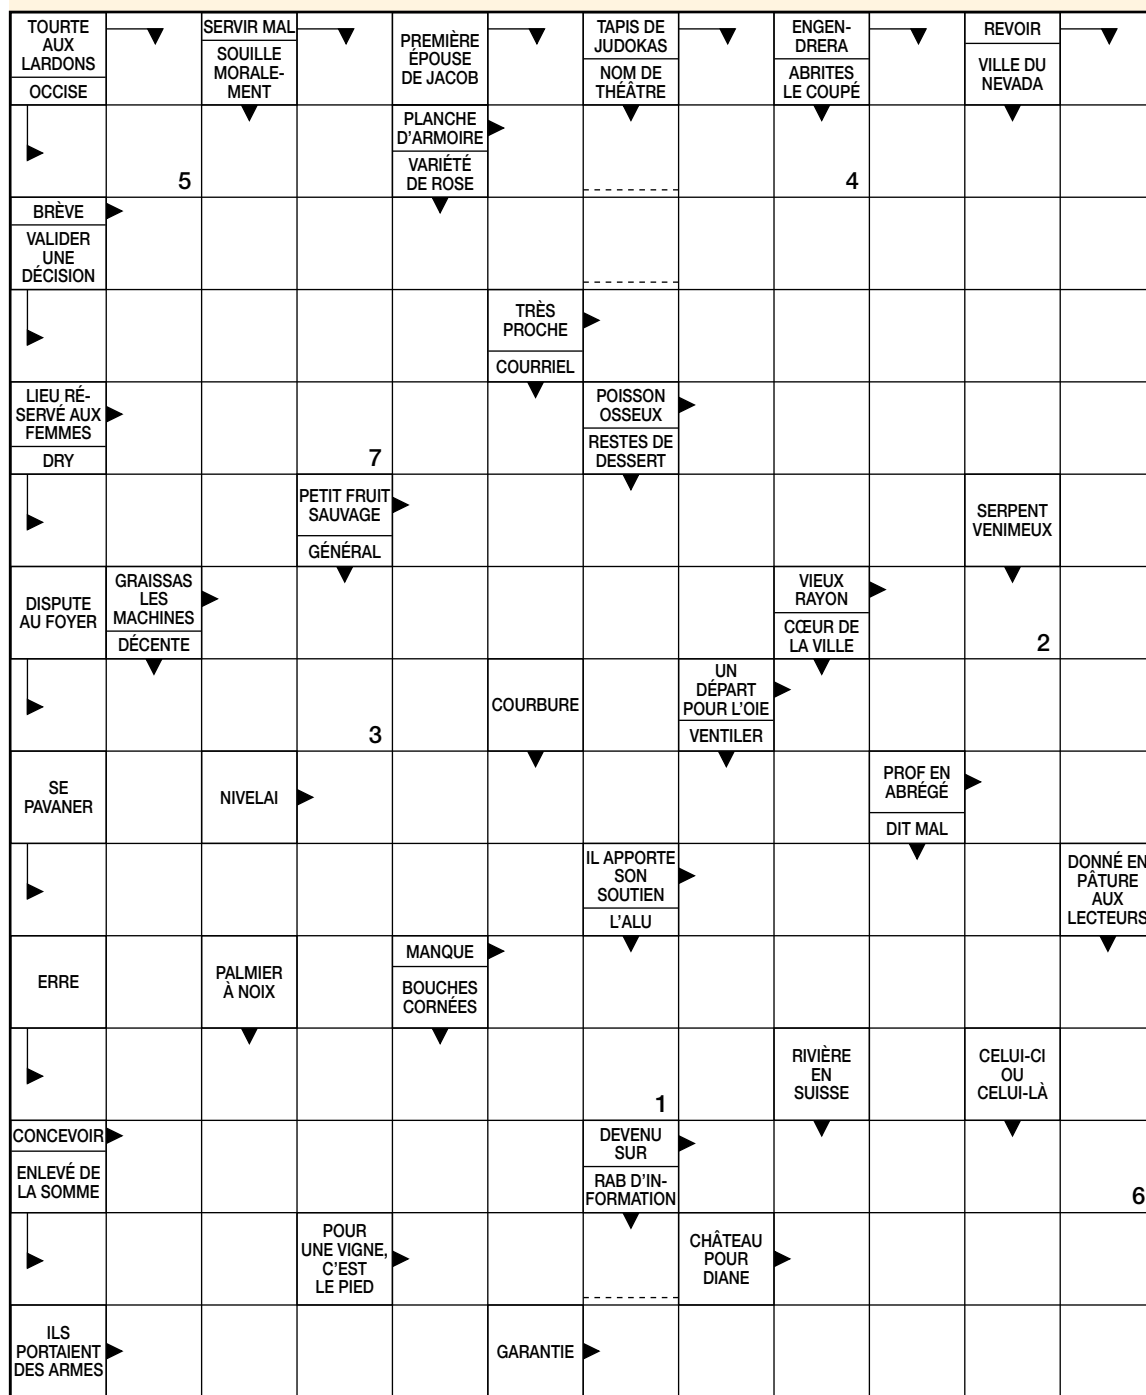 TOURTE
AUX
LARDONS
OCCISE
SERVIR MAL
SOUILLE
MORALE-
MENT
PREMIÈRE
ÉPOUSE
DE JACOB
TAPIS DE
JUDOKAS
NOM DE
THÉÂTRE
ENGEN-
DRERA
ABRITES
LE COUPÉ
REVOIR
VILLE DU
NEVADA
5
PLANCHE
D'ARMOIRE
VARIÉTÉ
DE ROSE
4
BRÈVE
VALIDER
UNE
DÉCISION
TRÈS
PROCHE
COURRIEL
LIEU RÉ-
SERVÉ AUX
FEMMES
DRY
7
POISSON
OSSEUX
RESTES DE
DESSERT
PETIT FRUIT
SAUVAGE
GÉNÉRAL
SERPENT
VENIMEUX
DISPUTE
AU FOYER
GRAISSAS
LES
MACHINES
DÉCENTE
VIEUX
RAYON
CŒUR DE
LA VILLE
2
3
COURBURE
UN
DÉPART
POUR L'OIE
VENTILER
SE
PAVANER
NIVELAI
PROF EN
ABRÉGÉ
DIT MAL
IL APPORTE
SON
SOUTIEN
L'ALU
DONNÉ EN
PÂTURE
AUX
LECTEURS
ERRE
PALMIER
À NOIX
MANQUE
BOUCHES
CORNÉES
1
RIVIÈRE
EN
SUISSE
CELUI-CI
OU
CELUI-LÀ
CONCEVOIR
ENLEVÉ DE
LA SOMME
DEVENU
SUR
RAB D'IN-
FORMATION
6
POUR
UNE VIGNE,
C'EST
LE PIED
CHÂTEAU
POUR
DIANE
ILS
PORTAIENT
DES ARMES
GARANTIE